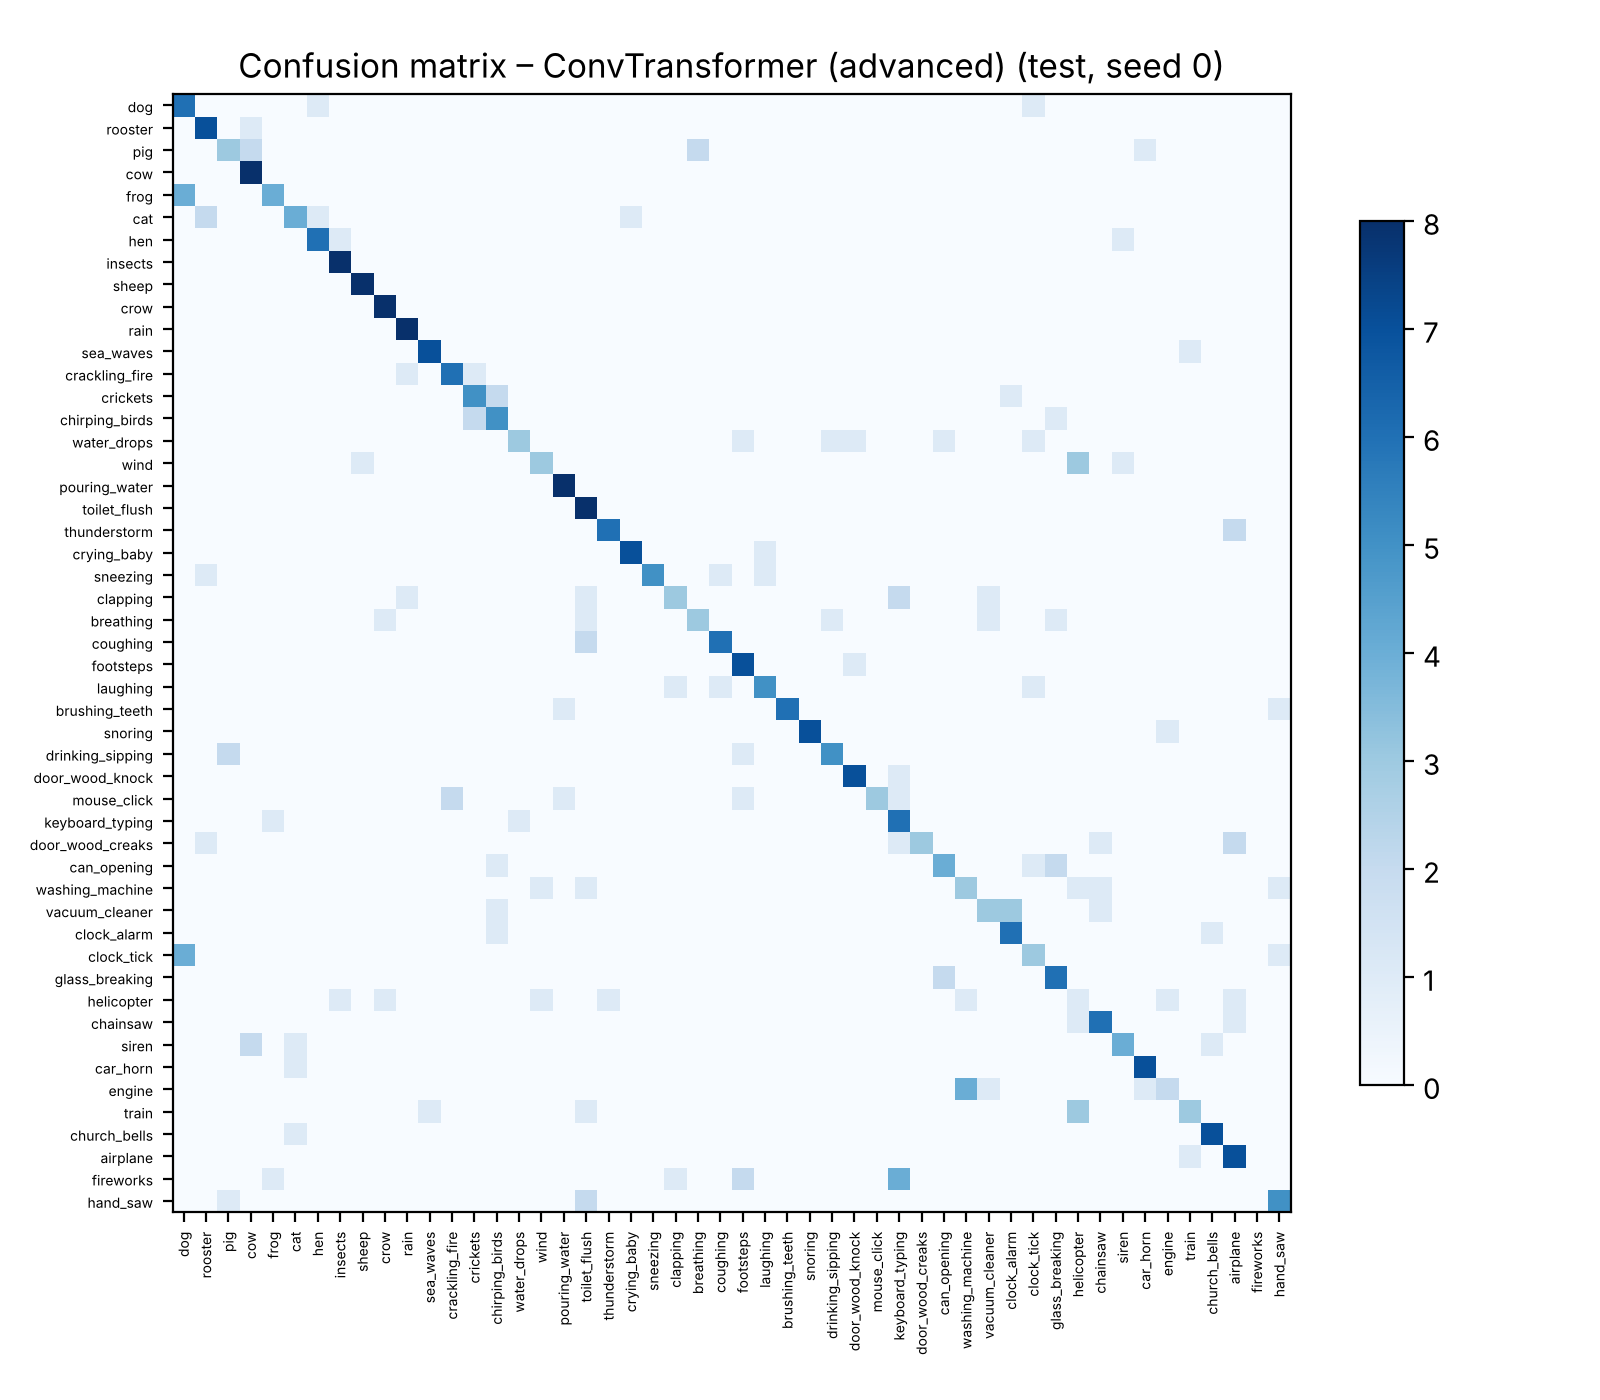 Confusion matrix – ConvTransformer (advanced) (test, seed 0)
dog
rooster
pig
cow
frog
cat
hen
insects
sheep
crow
rain
sea_waves
crackling_fire
crickets
chirping_birds
water_drops
wind
pouring_water
toilet_flush
thunderstorm
crying_baby
sneezing
clapping
breathing
coughing
footsteps
laughing
brushing_teeth
snoring
drinking_sipping
door_wood_knock
mouse_click
keyboard_typing
door_wood_creaks
can_opening
washing_machine
vacuum_cleaner
clock_alarm
clock_tick
glass_breaking
helicopter
chainsaw
siren
car_horn
engine
train
church_bells
airplane
fireworks
hand_saw
dog
rooster
pig
cow
frog
cat
hen
insects
sheep
crow
rain
sea_waves
crackling_fire
crickets
chirping_birds
water_drops
wind
pouring_water
toilet_flush
thunderstorm
crying_baby
sneezing
clapping
breathing
coughing
footsteps
laughing
brushing_teeth
snoring
drinking_sipping
door_wood_knock
mouse_click
keyboard_typing
door_wood_creaks
can_opening
washing_machine
vacuum_cleaner
clock_alarm
clock_tick
glass_breaking
helicopter
chainsaw
siren
car_horn
engine
train
church_bells
airplane
fireworks
hand_saw
8
7
6
5
4
3
2
1
0